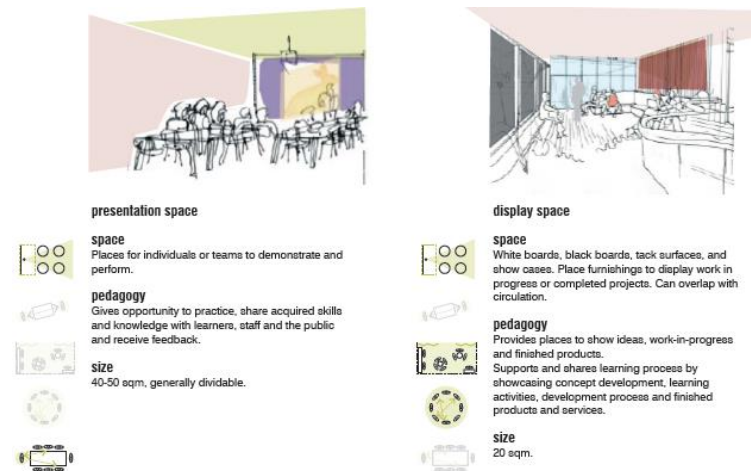 presentation space
space
Places for individuals or teams to demonstrate and
perform.
pedagogy
Gives opportunity to practice, share acquired skills
and knowledge with learners, staff and the public
and receive feedback.
size
40-50 sqm, generally dividable.
display space
space
White boards, black boards, tack surfaces, and
show cases. Place furnishings to display work in
progress or completed projects. Can overlap with
circulation.
pedagogy
Provides places to show ideas, work-in-progress
and finished products.
Supports and shares learning process by
showcasing concept development, learning
activities, development process and finished
products and services.
size
20 sqm.